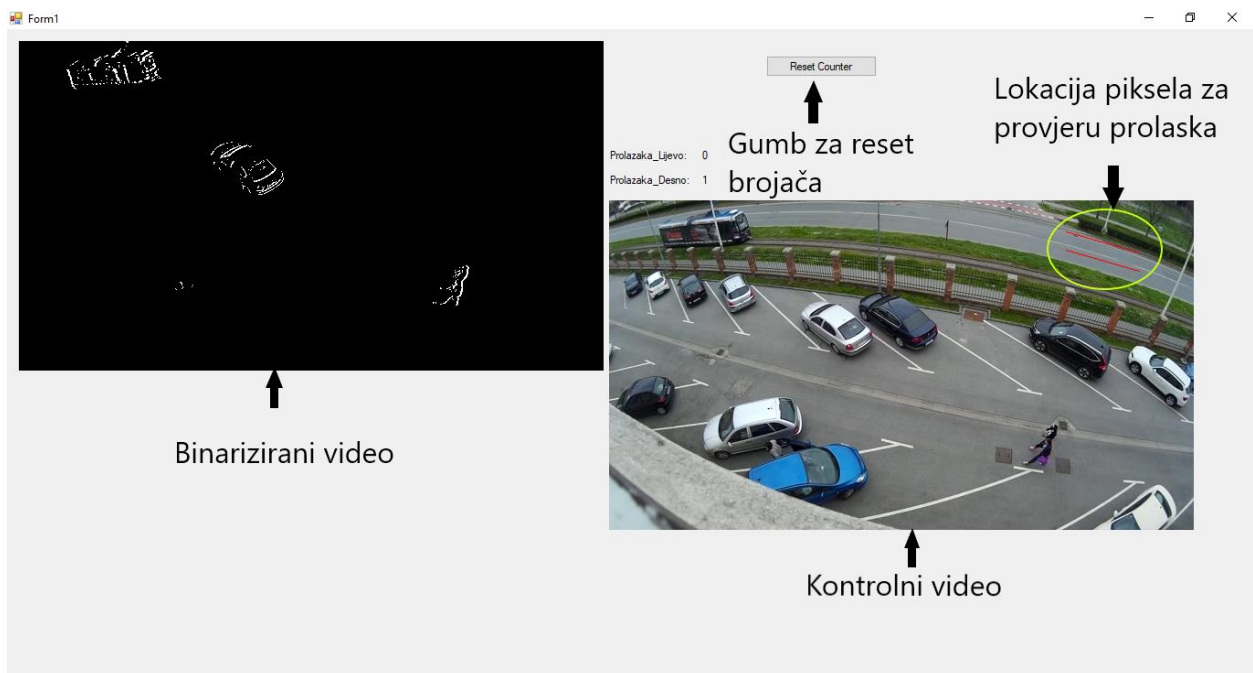 Form1
Reset Counter
Lokacija piksela za
provjeru prolaska
Gumb za reset
brojača
Prolazaka_Lijevo: 0
Prolazaka_Desno: 1
Binarizirani video
Kontrolni video